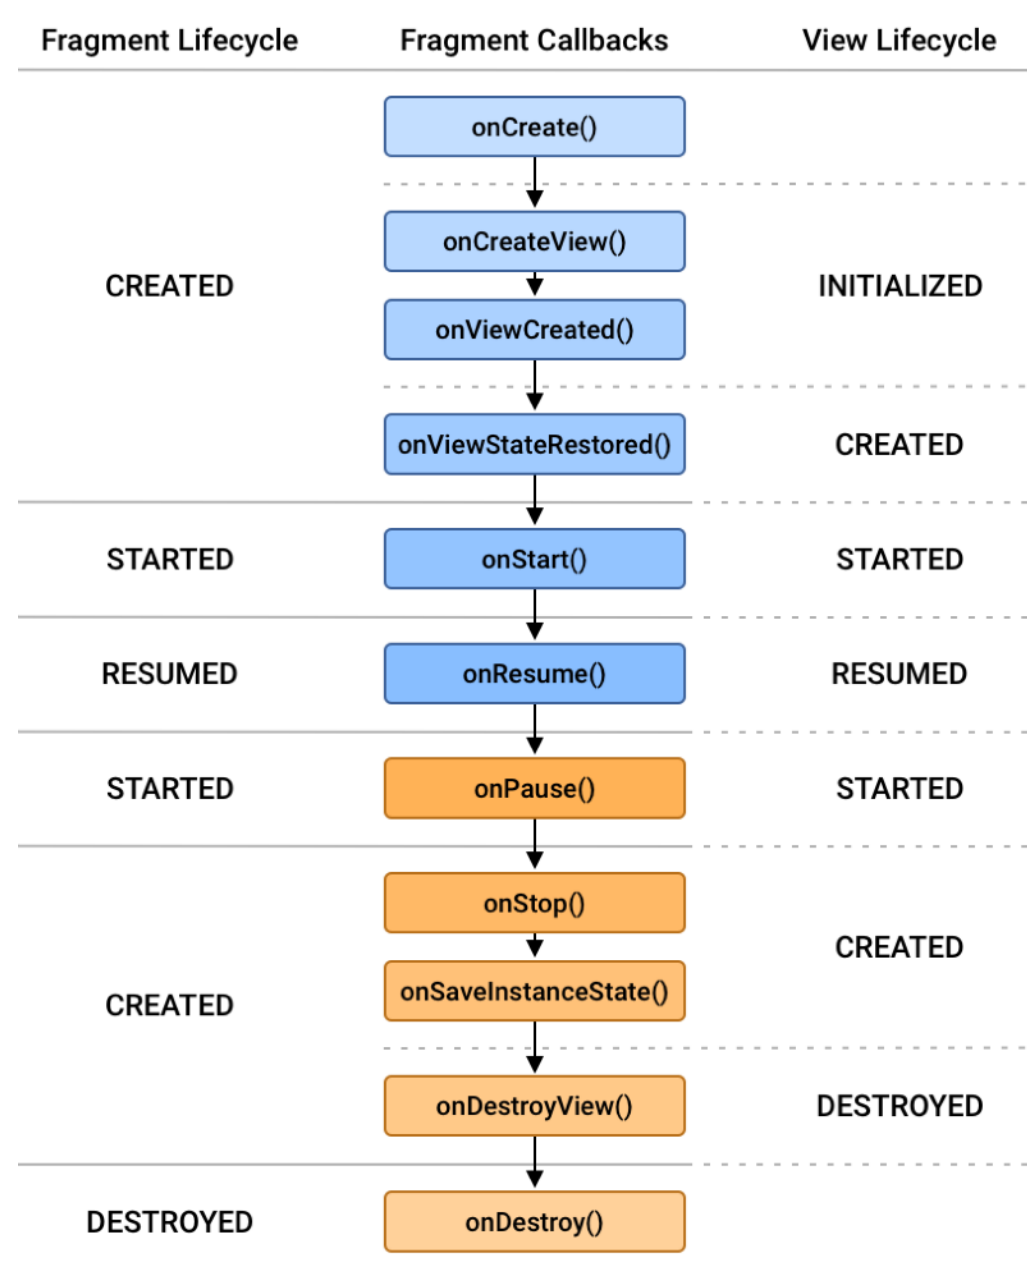 Fragment Lifecycle Fragment Callbacks View Lifecycle
onCreate()
onCreateView()
CREATED INITIALIZED
onViewCreated()
onViewStateRestored() CREATED
STARTED onStart() STARTED
RESUMED onResume() RESUMED
STARTED onPause() STARTED
onStop()
CREATED
onSaveInstanceState()
CREATED
onDestroyView() DESTROYED
DESTROYED onDestroy()